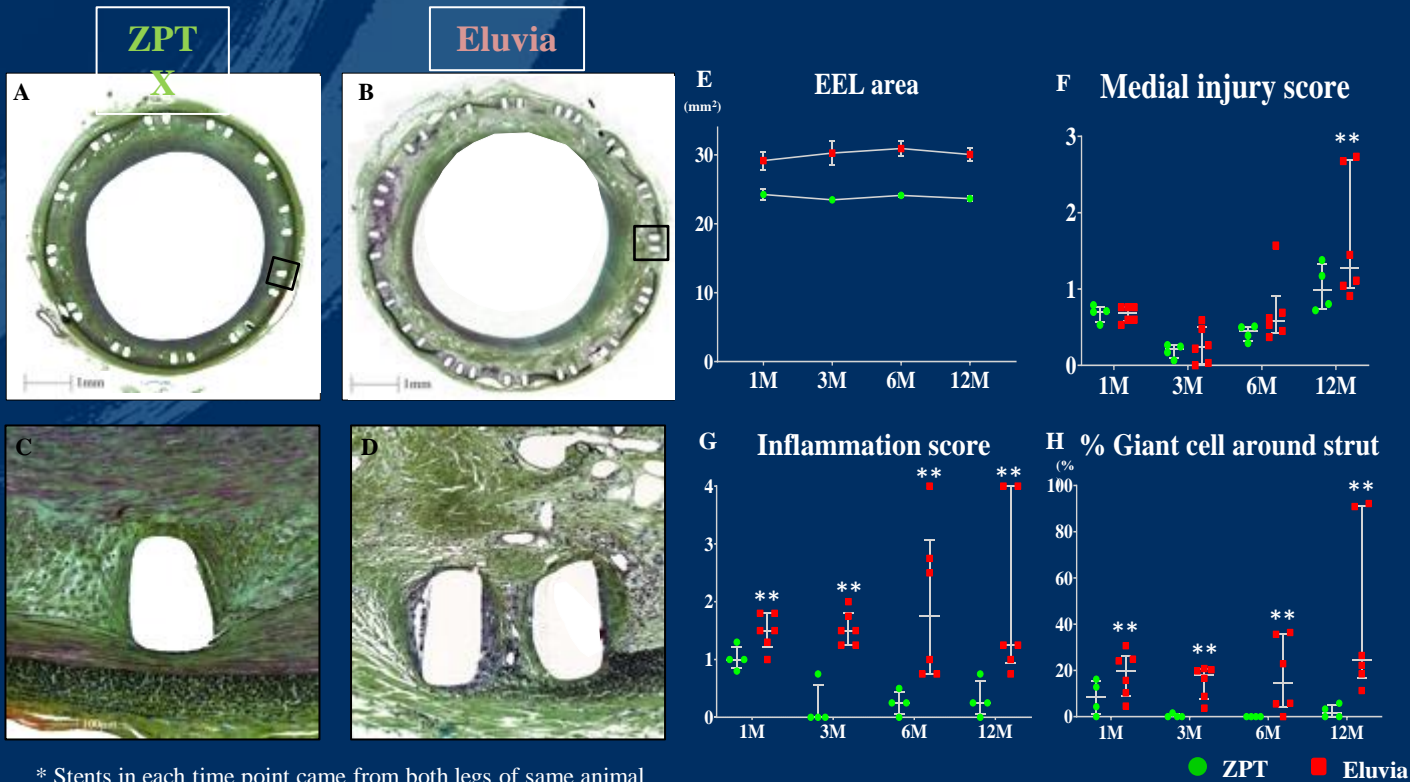 ZPT
X
Eluvia
A
1mm
B
1mm
C
100μm
D
E
(mm²)
EEL area
30
20
10
0
1M 3M 6M 12M
F
Medial injury score
3
2
1
0
**
1M 3M 6M 12M
G
Inflammation score
4
3
2
1
0
** ** ** **
1M 3M 6M 12M
H
% Giant cell around strut
(%
100
80
60
40
20
0
** ** ** **
1M 3M 6M 12M
ZPT Eluvia
* Stents in each time point came from both legs of same animal